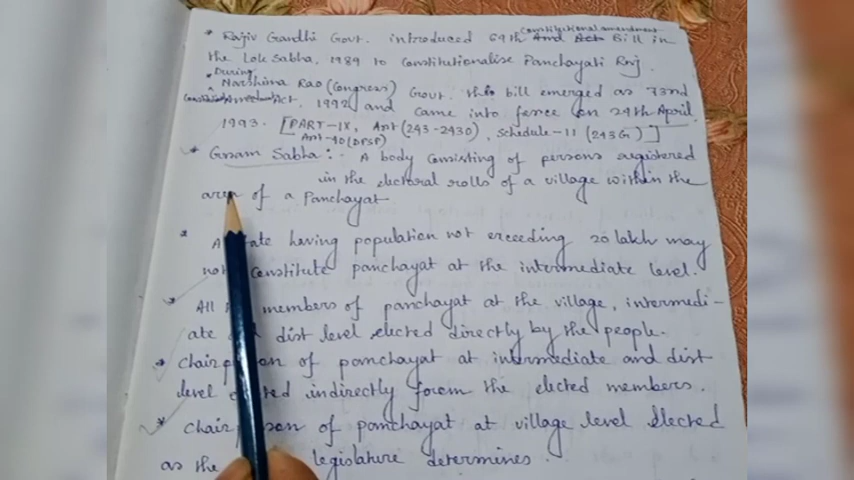 Constitutional amendment
* Rajiv Gandhi Govt. introduced 64th And Act Bill in
the Lok Sabha, 1989 to Constitutionalise Panchayati Raj.
* During
Narshima Rao (Congress) Govt. this bill emerged as 73rd
Amendment Act, 1992 and came into force on 24th April
1993. [PART-IX, Art (243-243O), Schedule-11 (243G)]
Art-40 (DPSP)
* Gram Sabha :- A body consisting of persons registered
in the electoral rolls of a village within the
area of a Panchayat
* A State having population not exceeding 20 lakh may
not constitute panchayat at the intermediate level.
All members of panchayat at the village, intermedi-
ate dist level elected directly by the people.
* Chairperson of panchayat at intermediate and dist
level elected indirectly form the elected members.
* Chairperson of panchayat at village level elected
as the legislature determines.